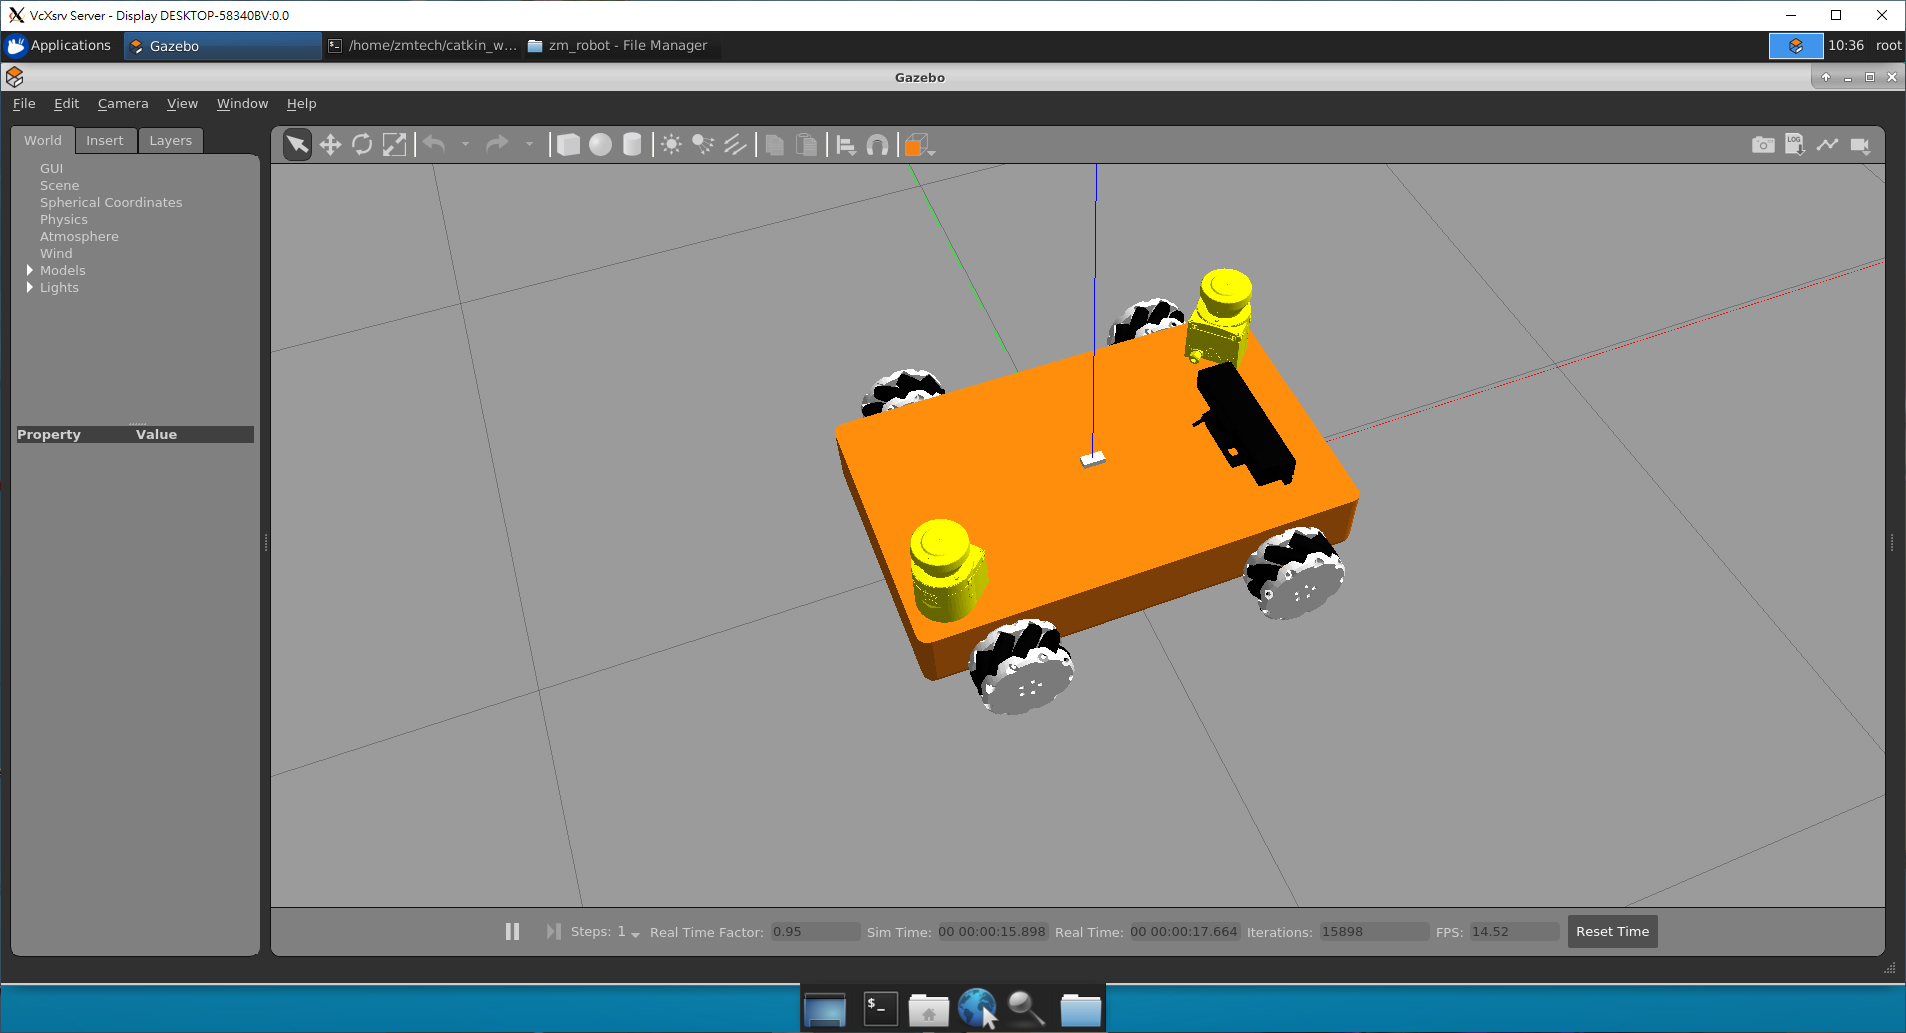 VcXsrv Server - Display DESKTOP-58340BV:0.0
Applications Gazebo /home/zmtech/catkin_w... zm_robot - File Manager 10:36 root
Gazebo
File Edit Camera View Window Help
World Insert Layers
LOG
GUI
Scene
Spherical Coordinates
Physics
Atmosphere
Wind
Models
Lights
Property Value
Steps: 1 Real Time Factor: 0.95 Sim Time: 00 00:00:15.898 Real Time: 00 00:00:17.664 Iterations: 15898 FPS: 14.52 Reset Time
$_